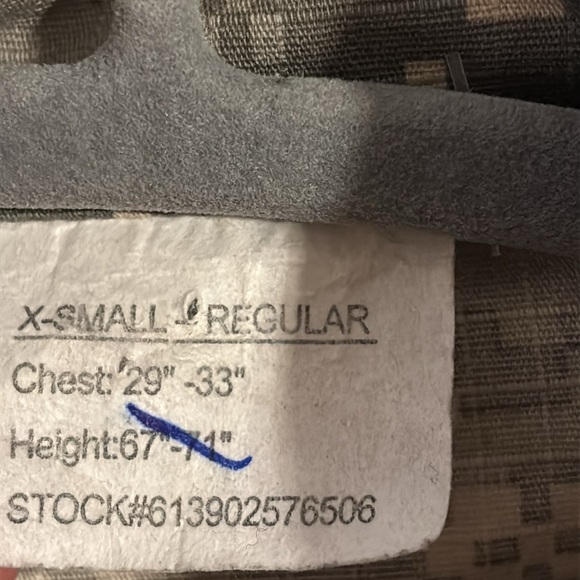 X-SMALL - REGULAR
Chest: 29" -33"
Height:67"-71"
STOCK#613902576506